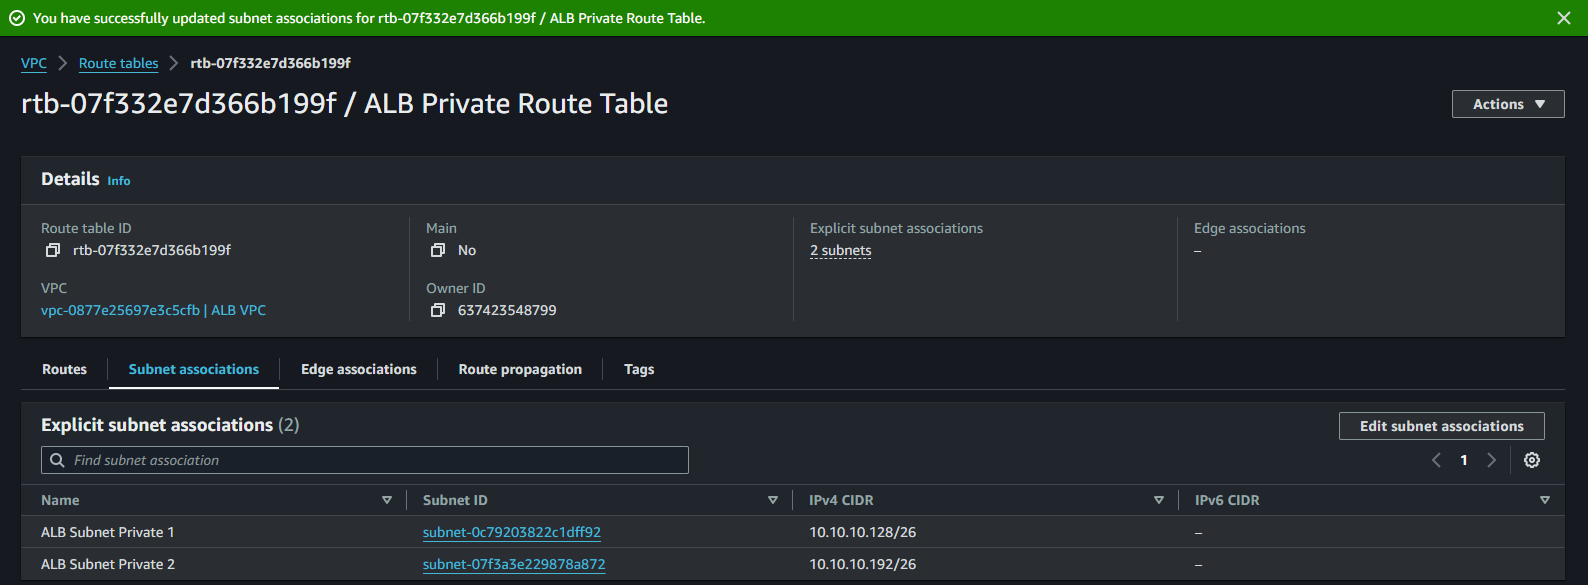 You have successfully updated subnet associations for rtb-07f332e7d366b199f / ALB Private Route Table.
VPC > Route tables > rtb-07f332e7d366b199f
rtb-07f332e7d366b199f / ALB Private Route Table
Actions
Details Info
Route table ID
rtb-07f332e7d366b199f
Main
No
Explicit subnet associations
2 subnets
Edge associations
–
VPC
vpc-0877e25697e3c5cfb | ALB VPC
Owner ID
637423548799
Routes
Subnet associations
Edge associations
Route propagation
Tags
Explicit subnet associations (2)
Edit subnet associations
Find subnet association
1
Name Subnet ID IPv4 CIDR IPv6 CIDR
ALB Subnet Private 1 subnet-0c79203822c1dff92 10.10.10.128/26 –
ALB Subnet Private 2 subnet-07f3a3e229878a872 10.10.10.192/26 –